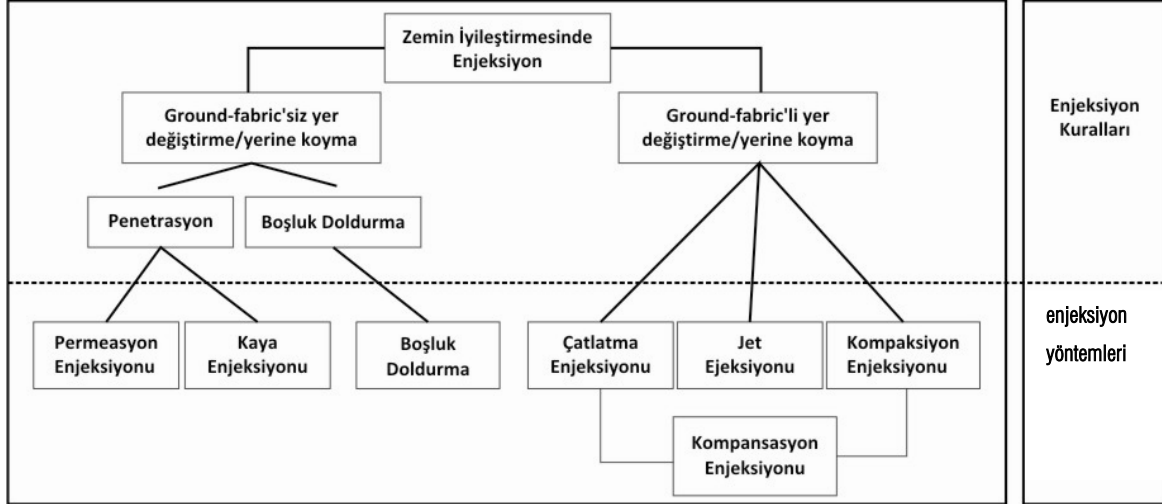 Zemin İyileştirmesinde
Enjeksiyon
Ground-fabric'siz yer
değiştirme/yerine koyma
Ground-fabric'li yer
değiştirme/yerine koyma
Enjeksiyon
Kuralları
Penetrasyon
Boşluk Doldurma
Permeasyon
Enjeksiyonu
Kaya
Enjeksiyonu
Boşluk
Doldurma
Çatlatma
Enjeksiyonu
Jet
Ejeksiyonu
Kompaksiyon
Enjeksiyonu
enjeksiyon
yöntemleri
Kompansasyon
Enjeksiyonu